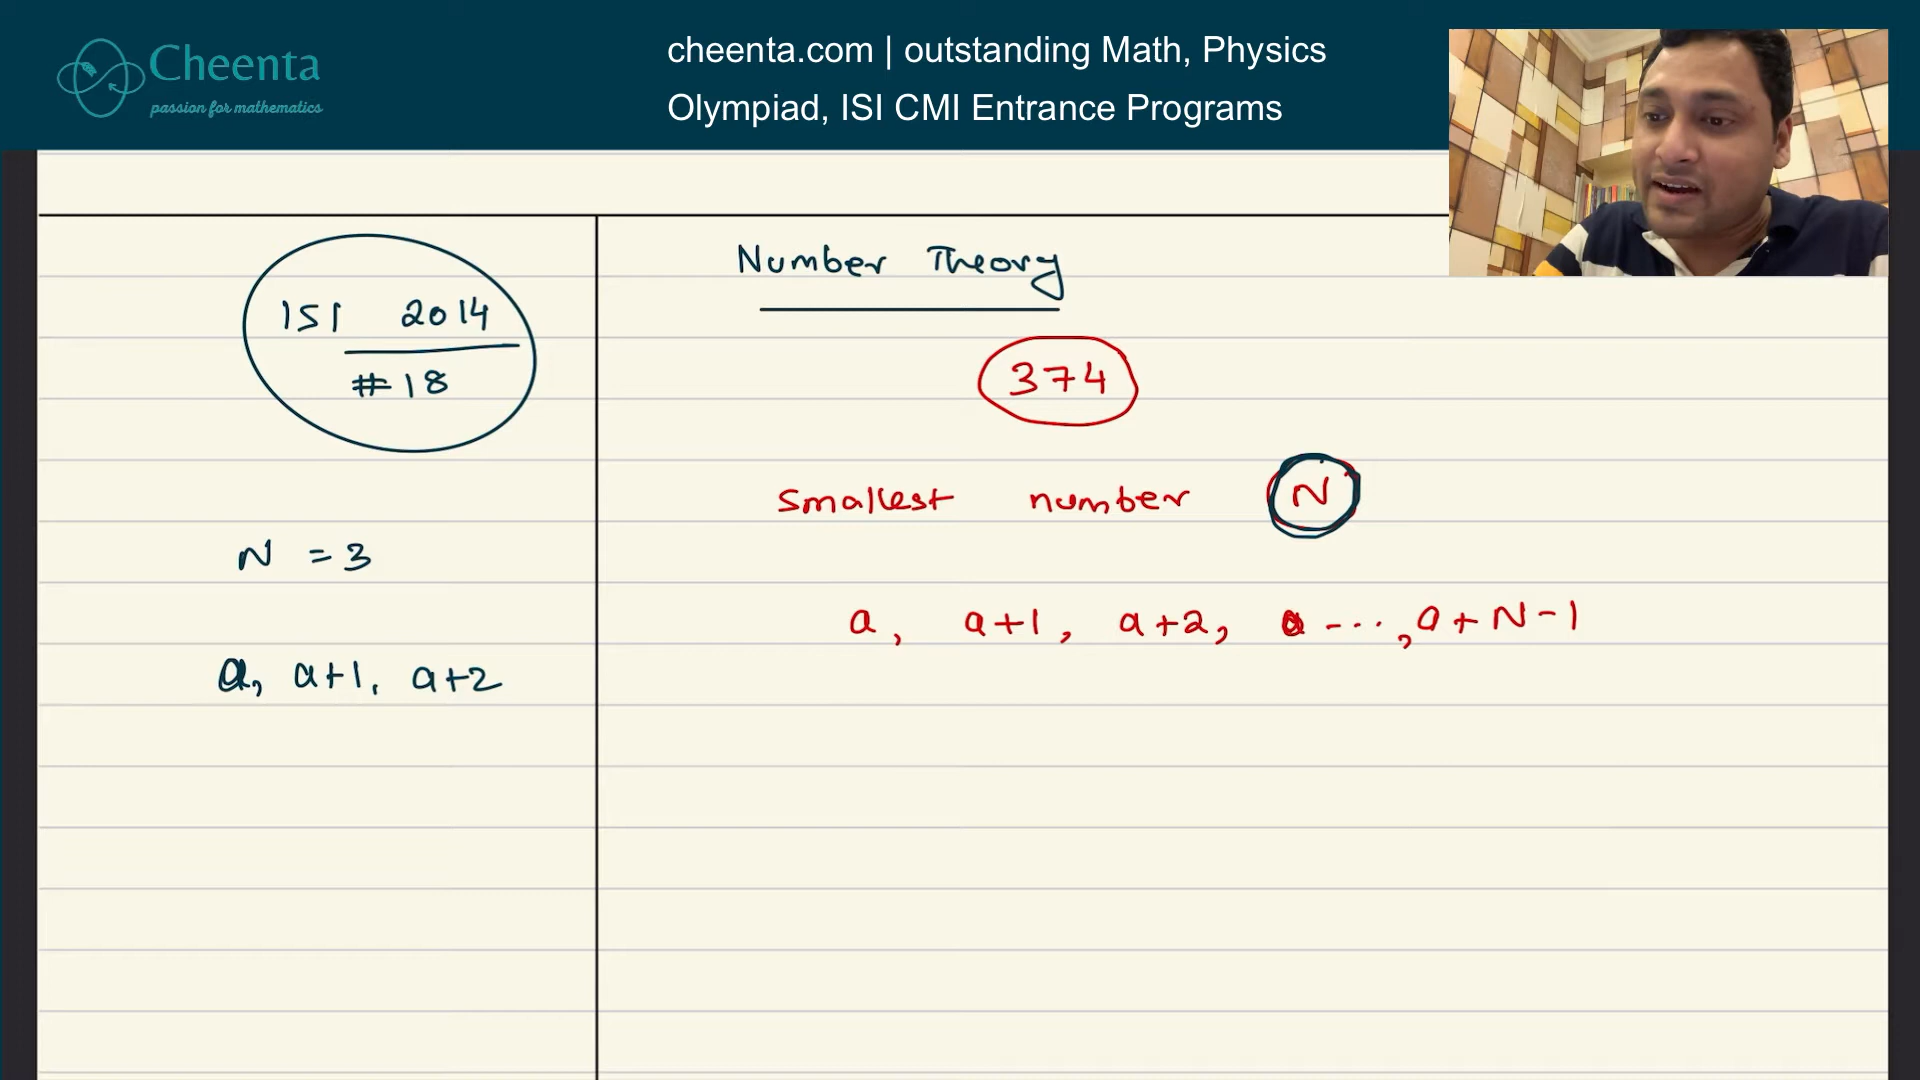 Cheenta
passion for mathematics
cheenta.com | outstanding Math, Physics
Olympiad, ISI CMI Entrance Programs
ISI 2014
#18
N = 3
a, a+1, a+2
Number Theory
374
Smallest number N
a, a+1, a+2, a ..., a+N-1